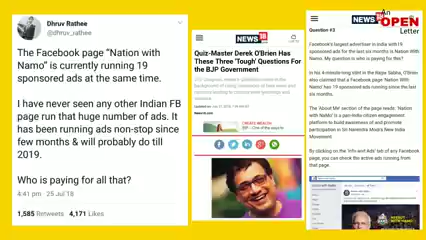 Dhruv Rathee
@dhruv_rathee
The Facebook page "Nation with
Namo" is currently running 19
sponsored ads at the same time.
I have never seen any other Indian FB
page run that huge number of ads. It
has been running ads non-stop since
few months & will probably do till
2019.
Who is paying for all that?
4:41 pm · 25 Jul 18
1,585 Retweets 4,171 Likes
NEWS18
Quiz-Master Derek O'Brien Has
These Three 'Tough' Questions For
the BJP Government
CREATE WEALTH
NEWS
An
OPEN
Letter
Question #3
Facebook's largest advertiser in India with 19
sponsored ads for the last six months is Nation With
Namo. My question is who is paying for this?
In his 4-minute-long stint in the Rajya Sabha, O'Brien
also claimed that a Facebook page 'Nation With
Namo' has 19 sponsored ads running since the last
six months.
The 'About Me' section of the page reads: 'Nation
with NaMo' is a pan-India citizen engagement
platform to build awareness of and promote
participation in Sri Narendra Modi's New India
Movement.
By clicking on the 'Info and Ads' tab of any Facebook
page, you can check the active ads running from
that page.